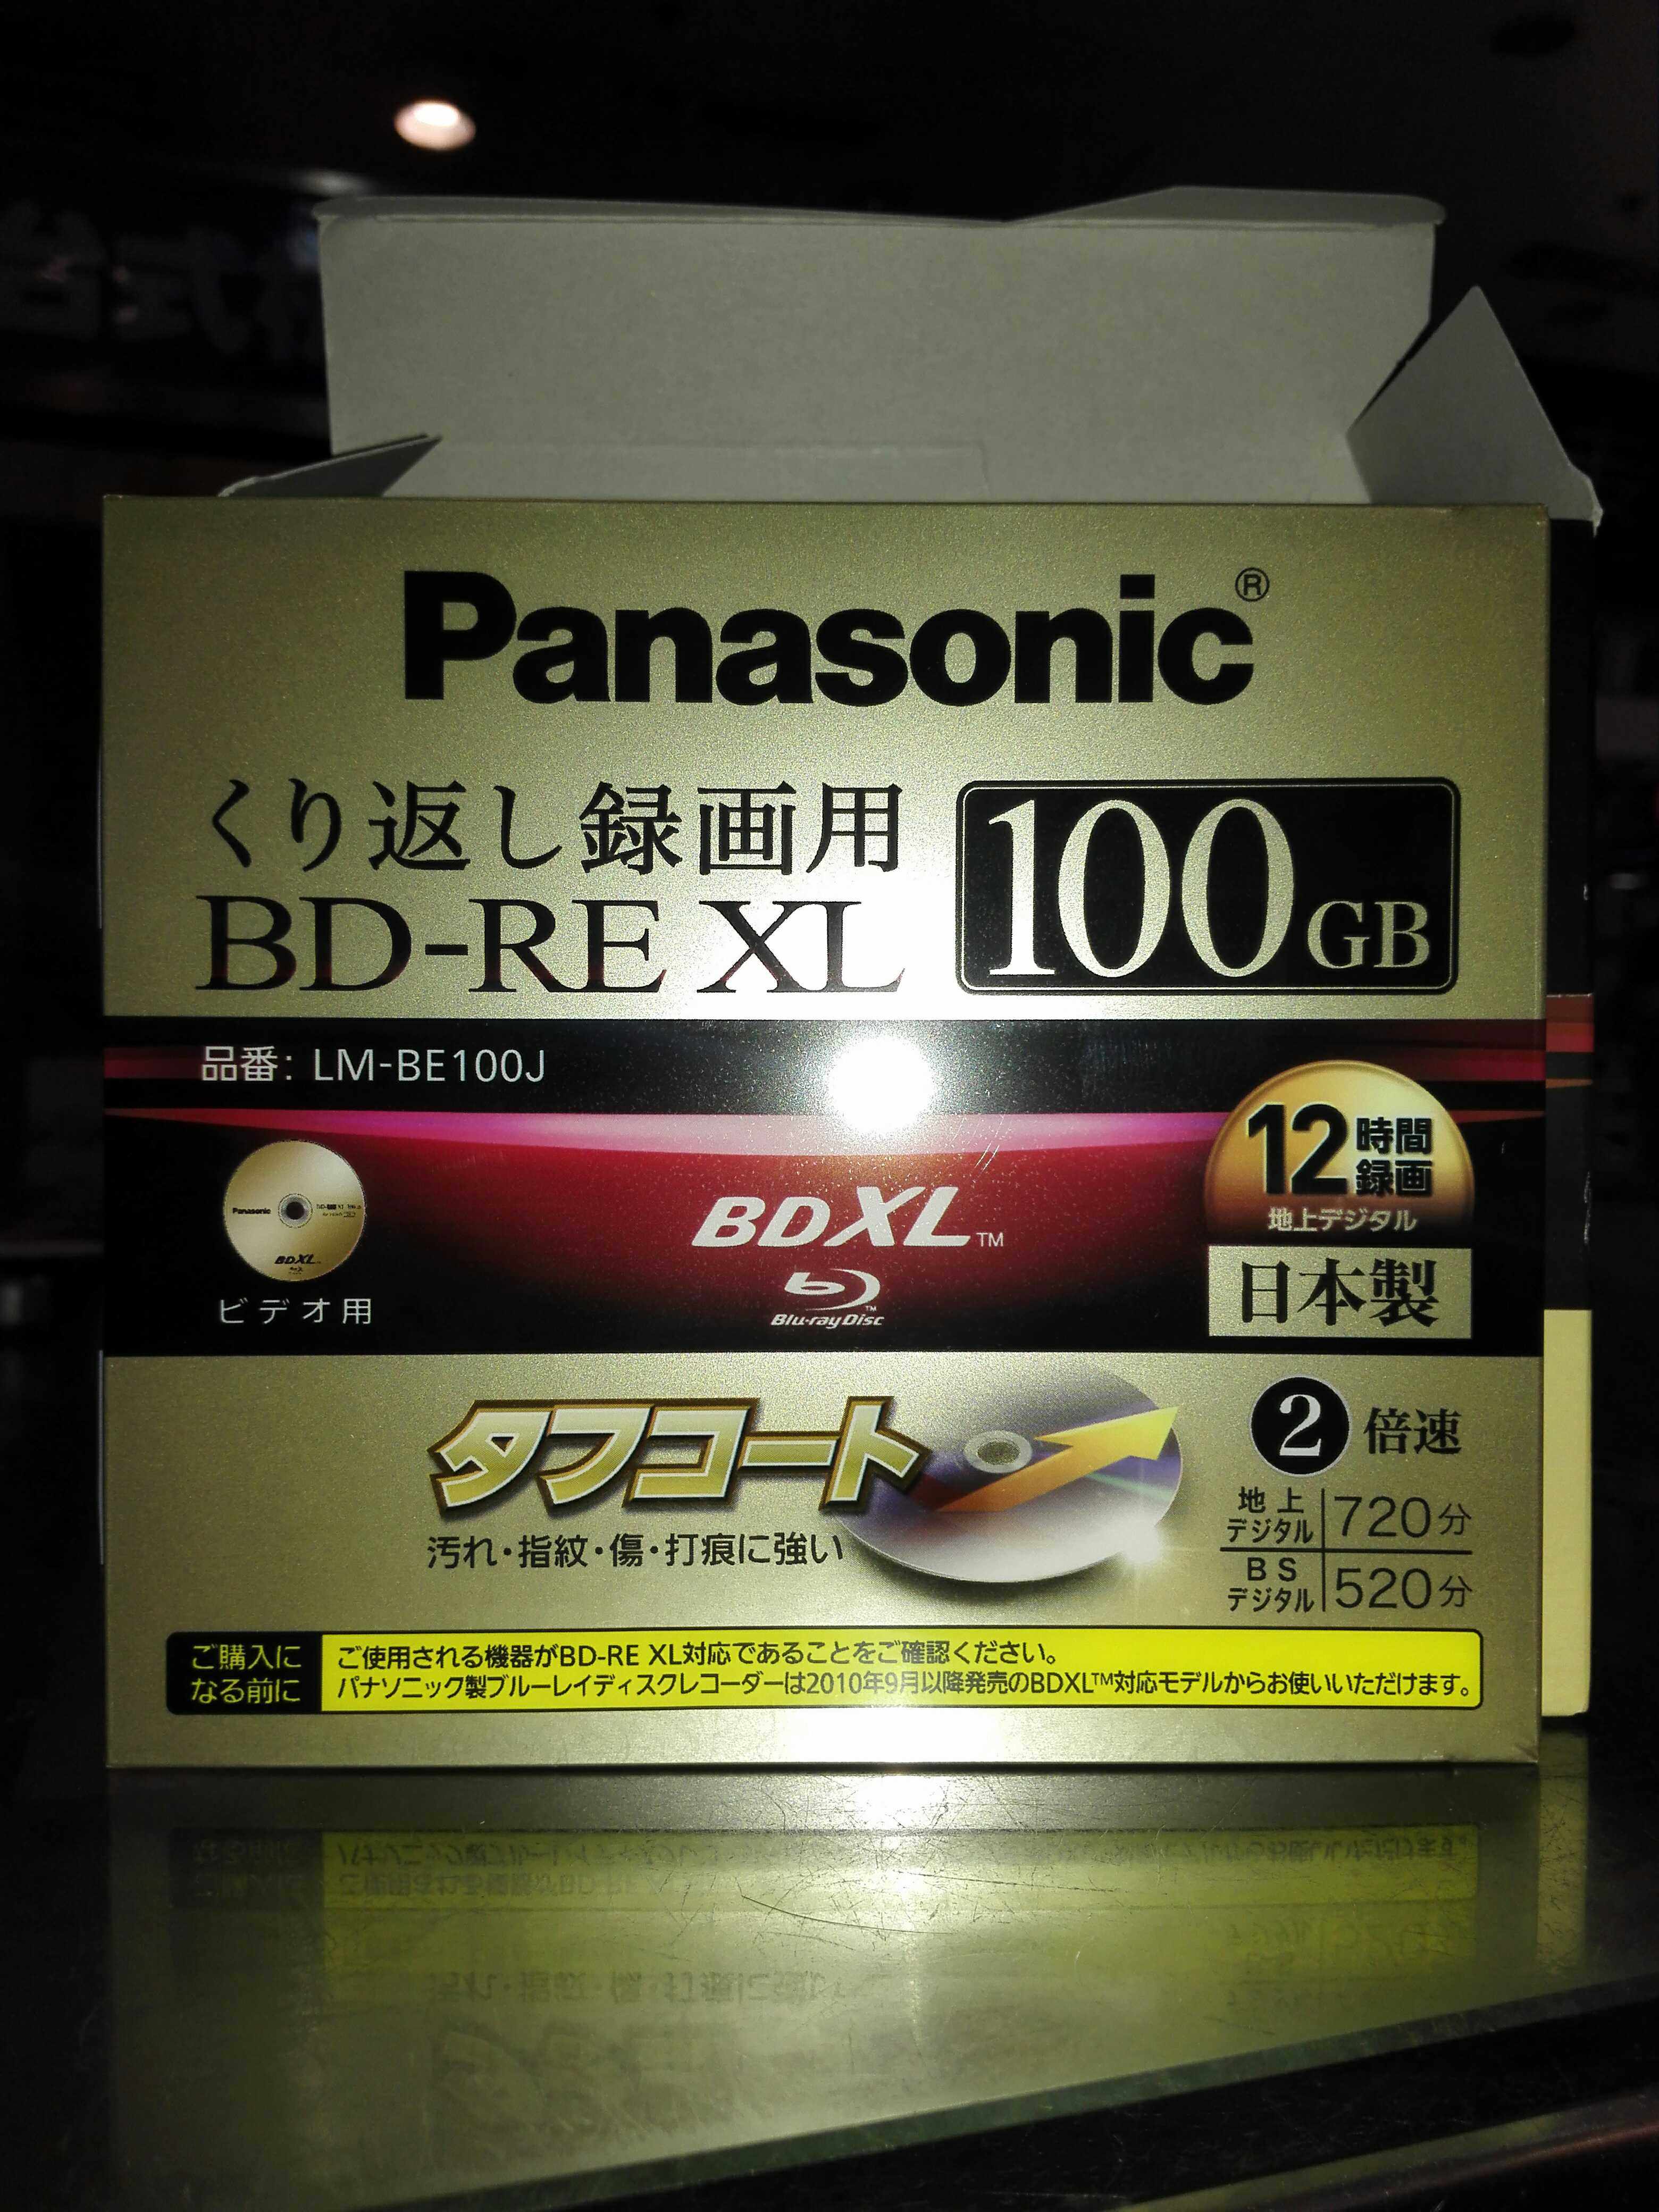 Panasonic®
くり返し録画用
BD-RE XL
100GB
品番: LM-BE100J
12時間
録画
地上デジタル
日本製
Panasonic
BDXL
ビデオ用
BDXL™
Blu-ray Disc™
タフコート
汚れ・指紋・傷・打痕に強い
2倍速
地上
デジタル
720分
BS
デジタル
520分
ご購入に
なる前に
ご使用される機器がBD-RE XL対応であることをご確認ください。
パナソニック製ブルーレイディスクレコーダーは2010年9月以降発売のBDXL™対応モデルからお使いいただけます。